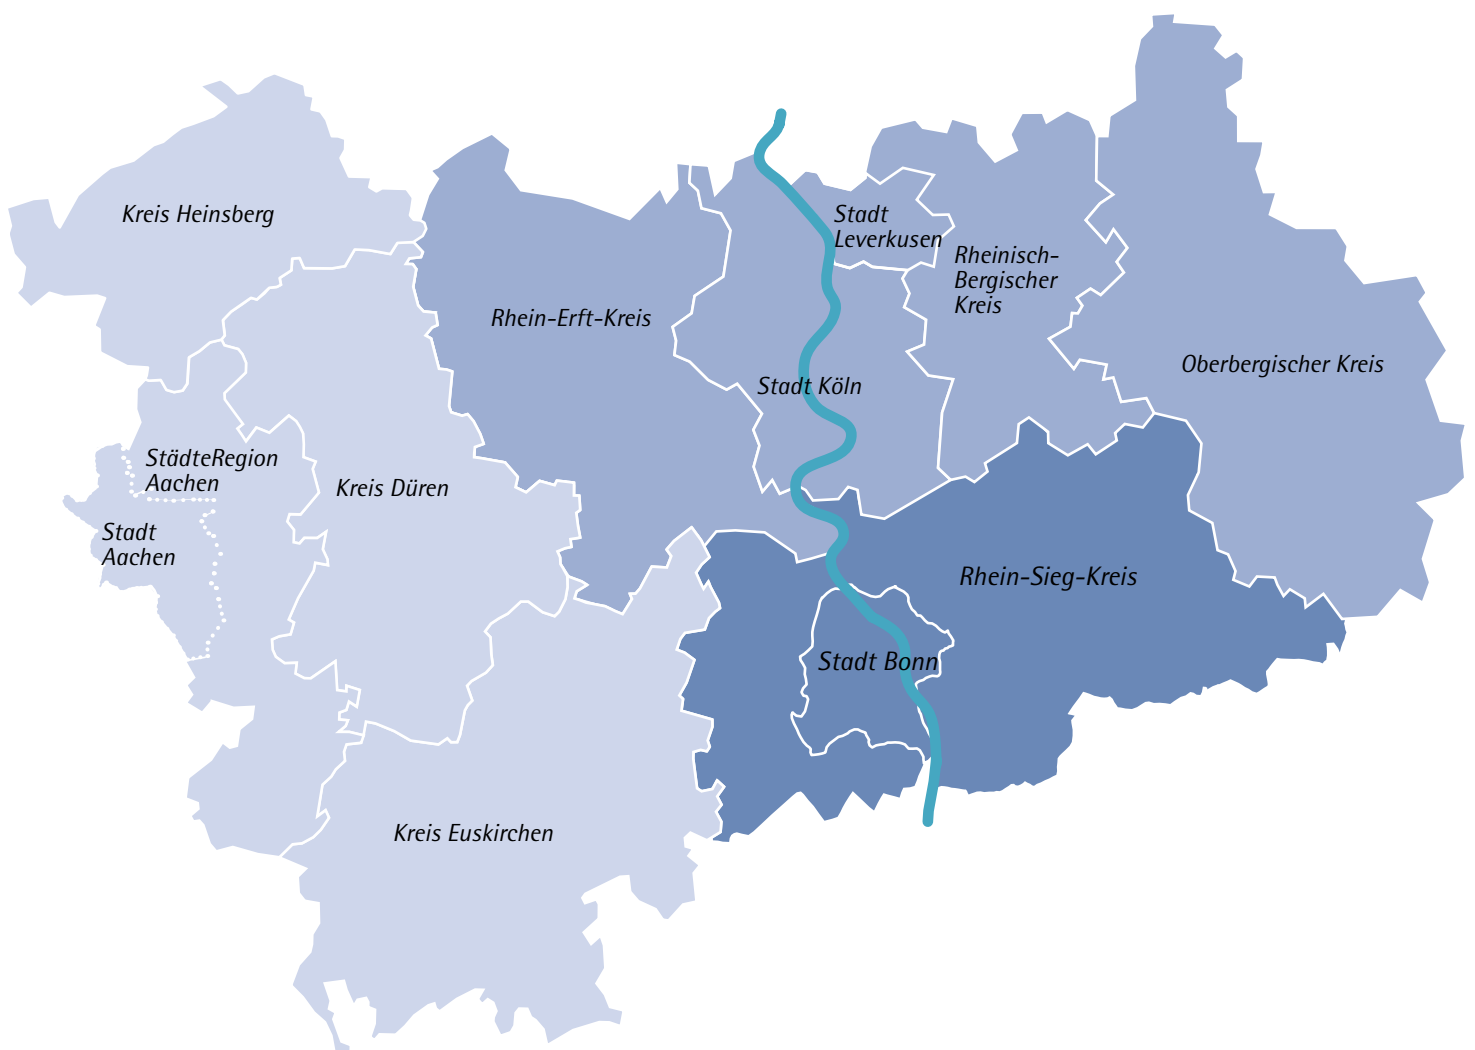 Kreis Heinsberg
Stadt
Leverkusen
Rheinisch-
Bergischer
Kreis
Rhein-Erft-Kreis
Oberbergischer Kreis
Stadt Köln
StädteRegion
Aachen
Kreis Düren
Stadt
Aachen
Rhein-Sieg-Kreis
Stadt Bonn
Kreis Euskirchen